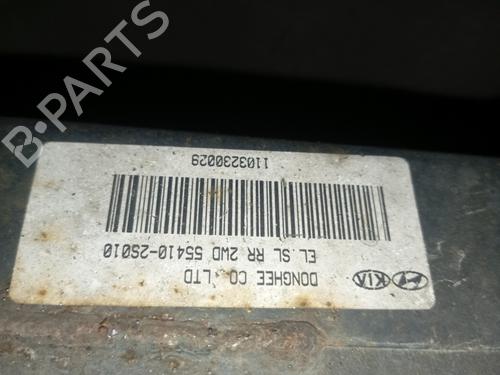 B-PARTS
KIA
DONGHEE CO.,LTD
EL SL RR 2WD 55410-2S010
1103230029